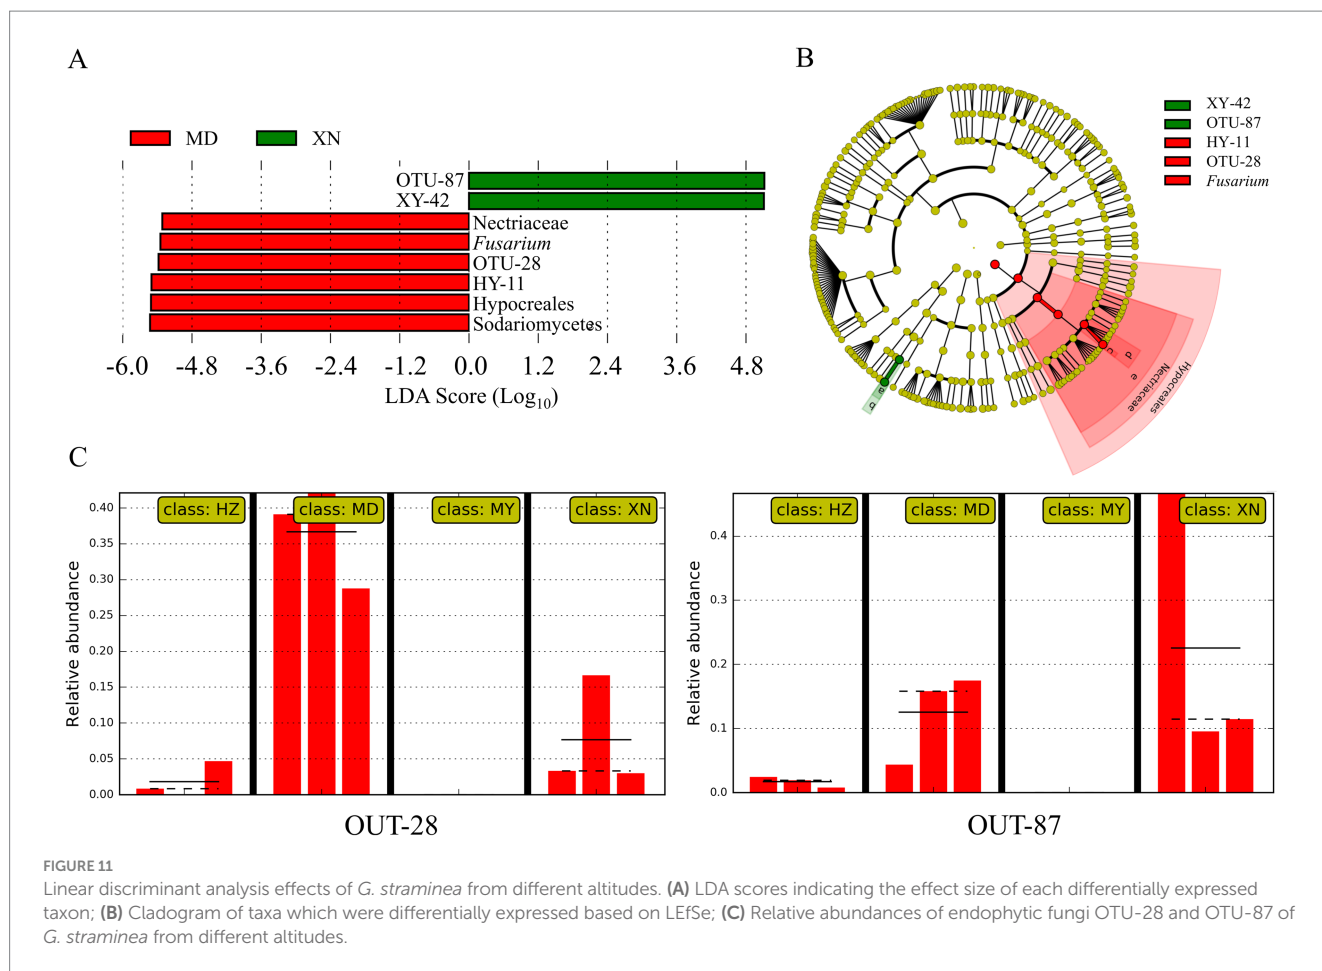 A
MD
XN
OTU-87
XY-42
Nectriaceae
Fusarium
OTU-28
HY-11
Hypocreales
Sodariomycetes
-6.0 -4.8 -3.6 -2.4 -1.2 0.0 1.2 2.4 3.6 4.8
LDA Score (Log10)
B
XY-42
OTU-87
HY-11
OTU-28
Fusarium
d
e
Nectriaceae
Hypocreales
C
class: HZ class: MD class: MY class: XN
0.40
0.35
0.30
0.25
0.20
0.15
0.10
0.05
0.00
Relative abundance
OUT-28
class: HZ class: MD class: MY class: XN
0.4
0.3
0.2
0.1
0.0
Relative abundance
OUT-87
FIGURE 11
Linear discriminant analysis effects of G. straminea from different altitudes. (A) LDA scores indicating the effect size of each differentially expressed
taxon; (B) Cladogram of taxa which were differentially expressed based on LEfSe; (C) Relative abundances of endophytic fungi OTU-28 and OTU-87 of
G. straminea from different altitudes.